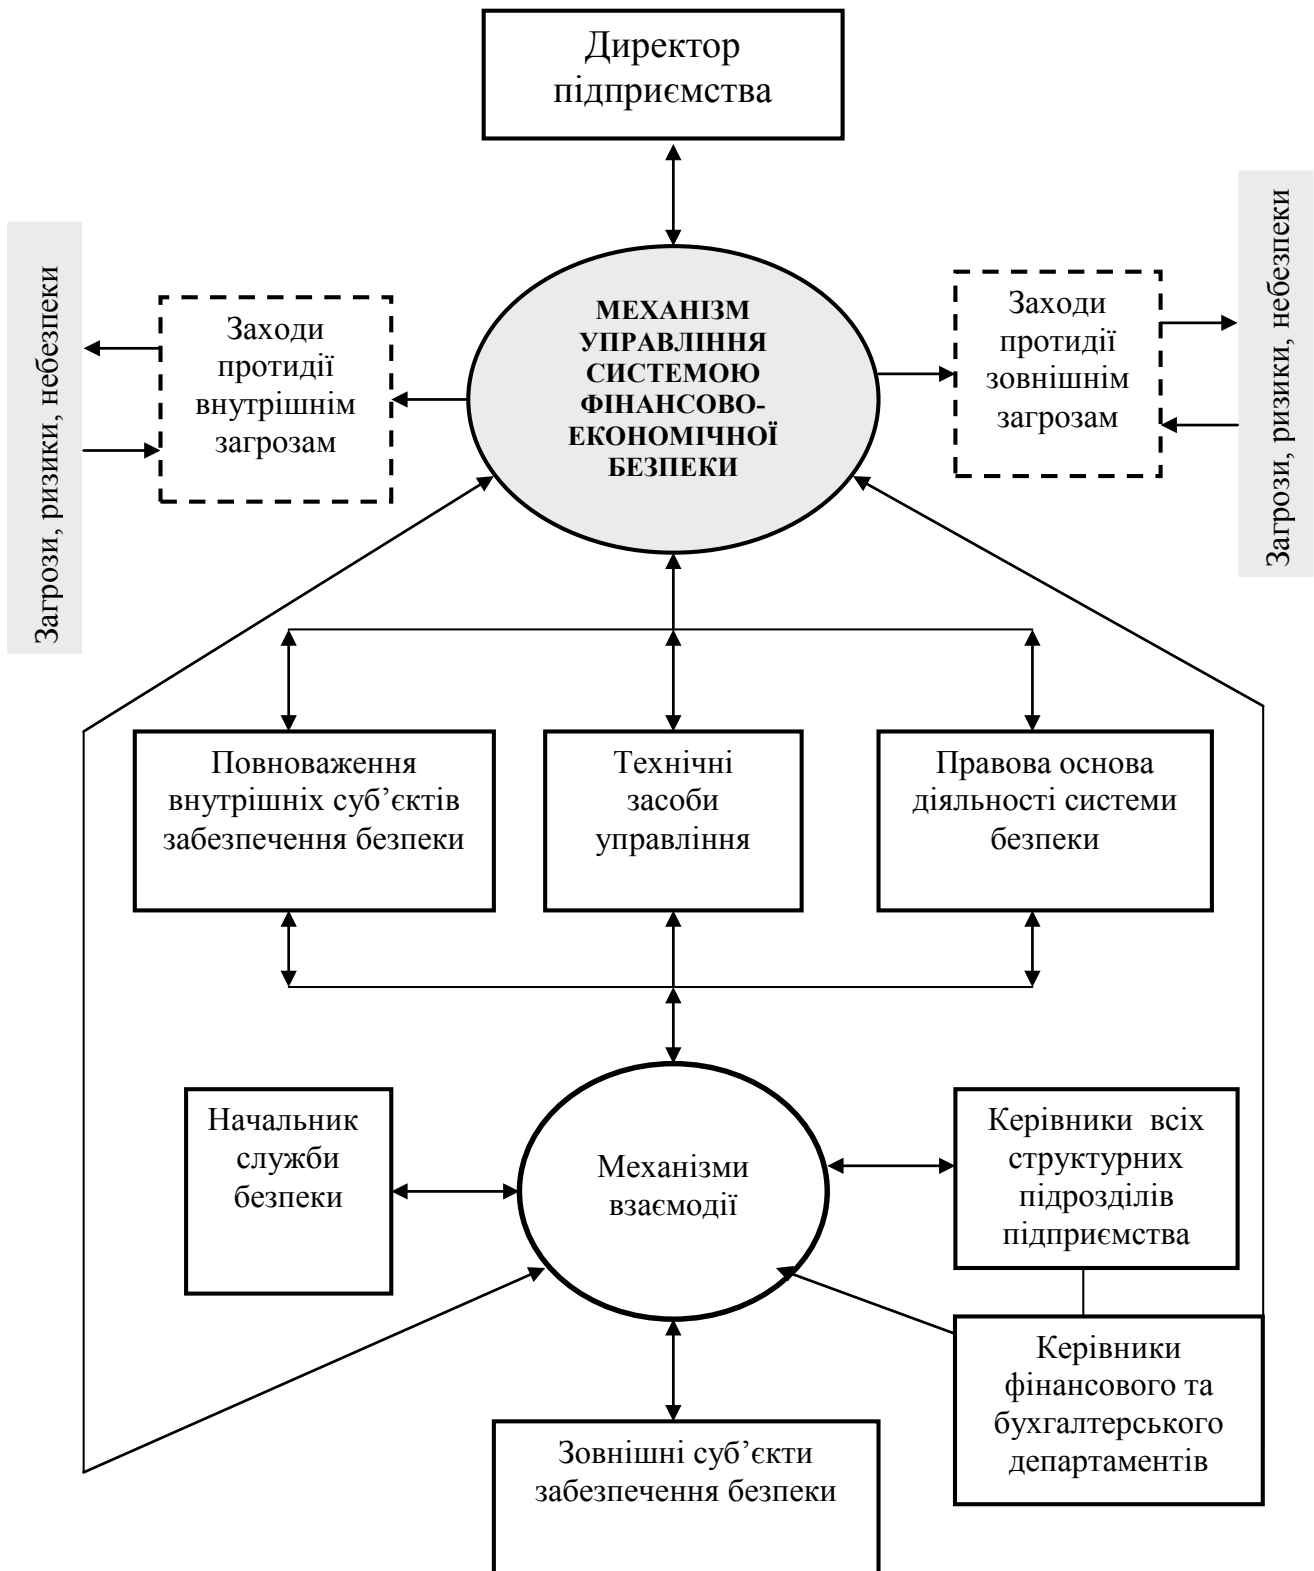 Директор
підприємства
Загрози, ризики, небезпеки
Заходи
протидії
внутрішнім
загрозам
МЕХАНІЗМ
УПРАВЛІННЯ
СИСТЕМОЮ
ФІНАНСОВО-
ЕКОНОМІЧНОЇ
БЕЗПЕКИ
Заходи
протидії
зовнішнім
загрозам
Загрози, ризики, небезпеки
Повноваження
внутрішніх суб’єктів
забезпечення безпеки
Технічні
засоби
управління
Правова основа
діяльності системи
безпеки
Начальник
служби
безпеки
Механізми
взаємодії
Керівники всіх
структурних
підрозділів
підприємства
Керівники
фінансового та
бухгалтерського
департаментів
Зовнішні суб’єкти
забезпечення безпеки